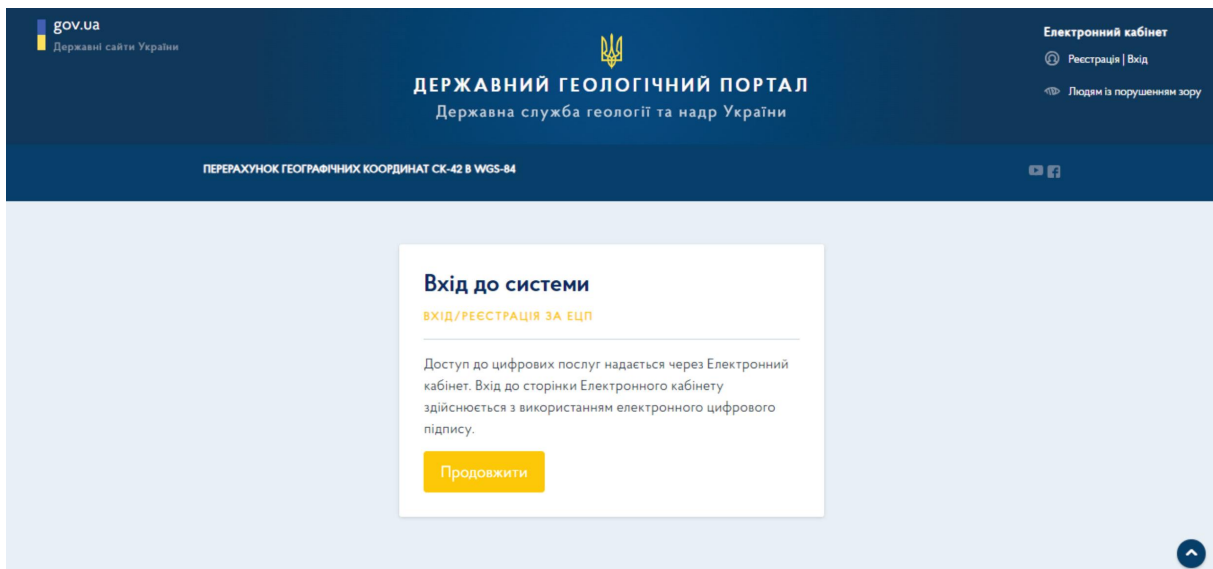 gov.ua
Державні сайти України
ДЕРЖАВНИЙ ГЕОЛОГІЧНИЙ ПОРТАЛ
Державна служба геології та надр України
Електронний кабінет
Реєстрація | Вхід
Людям із порушенням зору
ПЕРЕРАХУНОК ГЕОГРАФІЧНИХ КООРДИНАТ СК-42 В WGS-84
Вхід до системи
ВХІД/РЕЄСТРАЦІЯ ЗА ЕЦП
Доступ до цифрових послуг надається через Електронний
кабінет. Вхід до сторінки Електронного кабінету
здійснюється з використанням електронного цифрового
підпису.
Продовжити